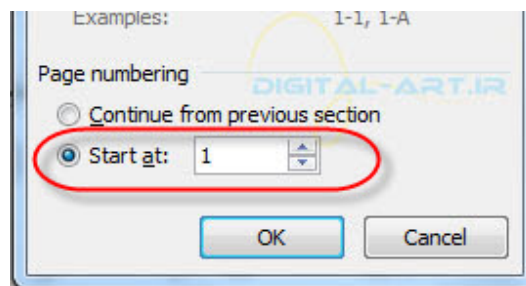 Examples: 1-1, 1-A
Page numbering
DIGITAL-ART.IR
Continue from previous section
Start at: 1
OK Cancel